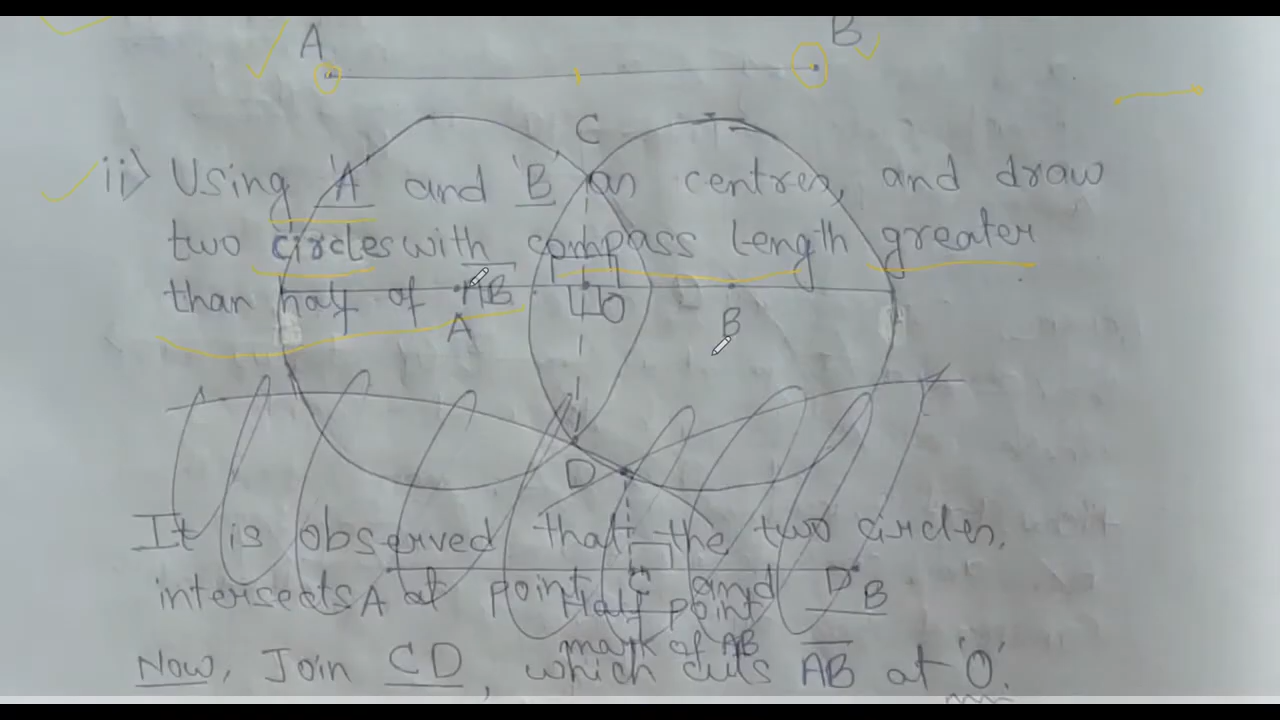 A B
C
ii) Using 'A' and 'B' as centres, and draw
two circles with compass length greater
than half of AB
A O B
D
It is observed that the two circles,
intersects at point C and D
A B
Half point
mark of AB
Now, Join CD, which cuts AB at 'O'.